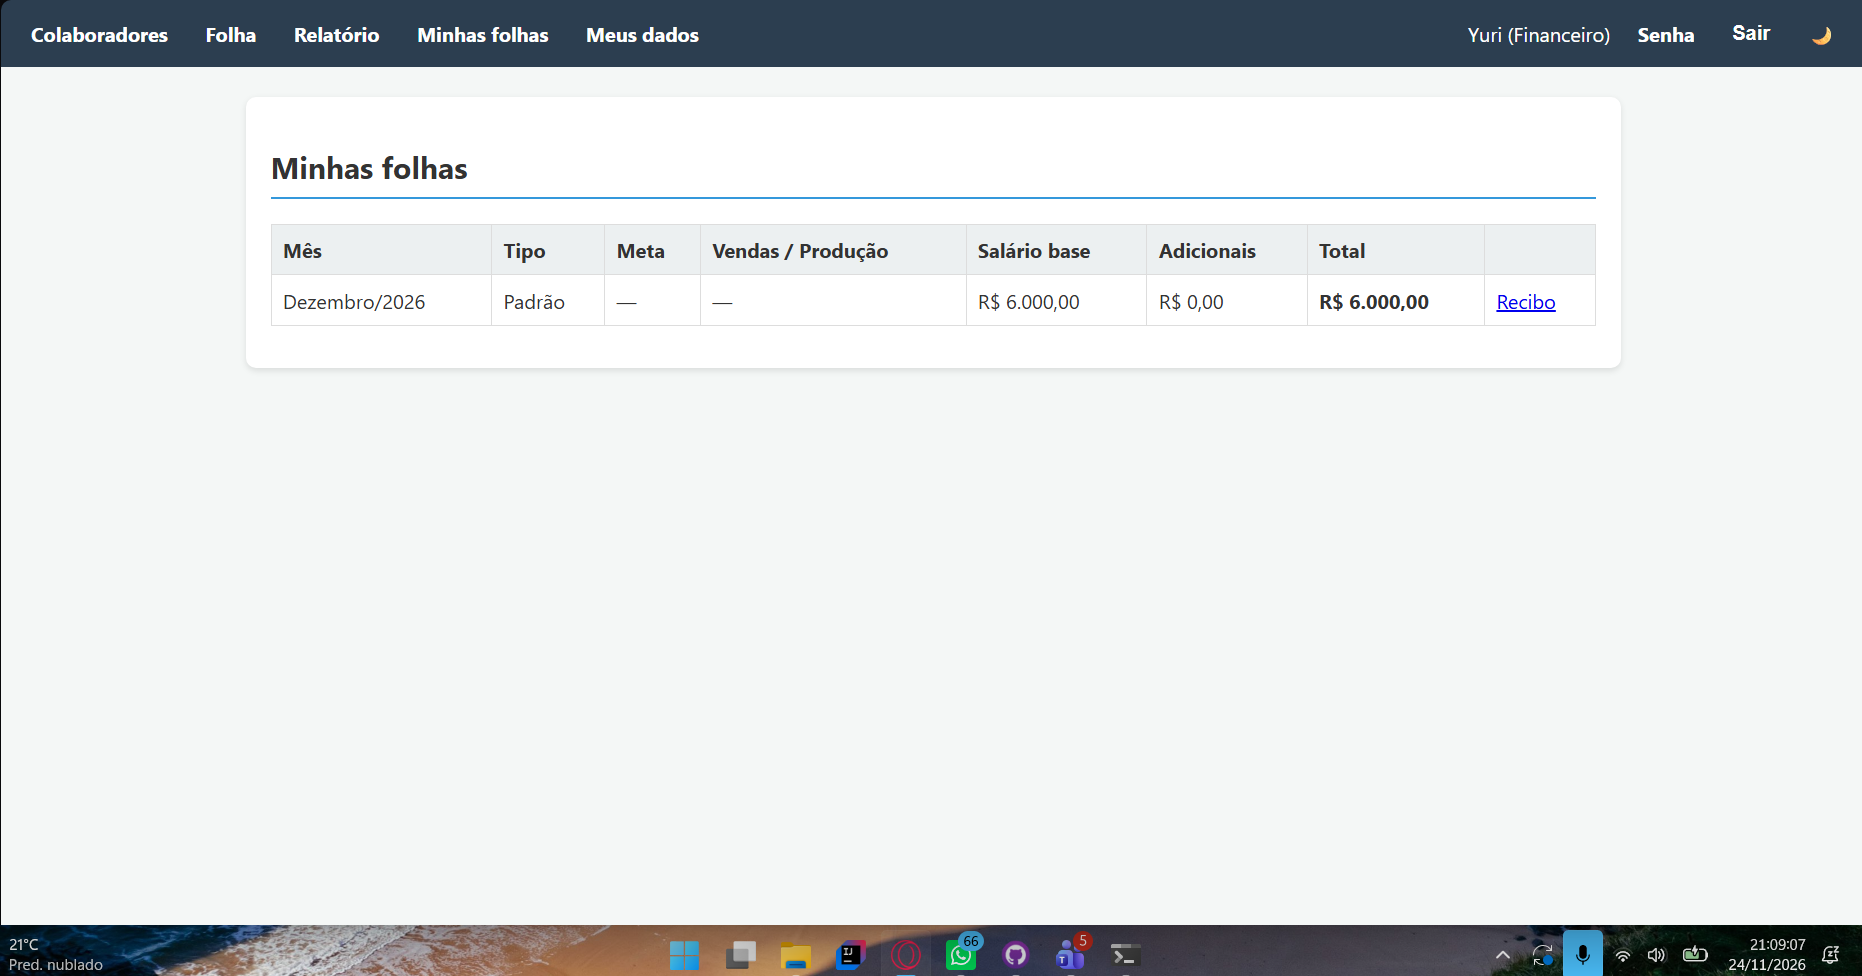 Colaboradores Folha Relatório Minhas folhas Meus dados Yuri (Financeiro) Senha Sair
Minhas folhas
Mês Tipo Meta Vendas / Produção Salário base Adicionais Total
Dezembro/2026 Padrão — — R$ 6.000,00 R$ 0,00 R$ 6.000,00 Recibo
21°C
Pred. nublado
IJ
66
T
5
21:09:07
24/11/2026